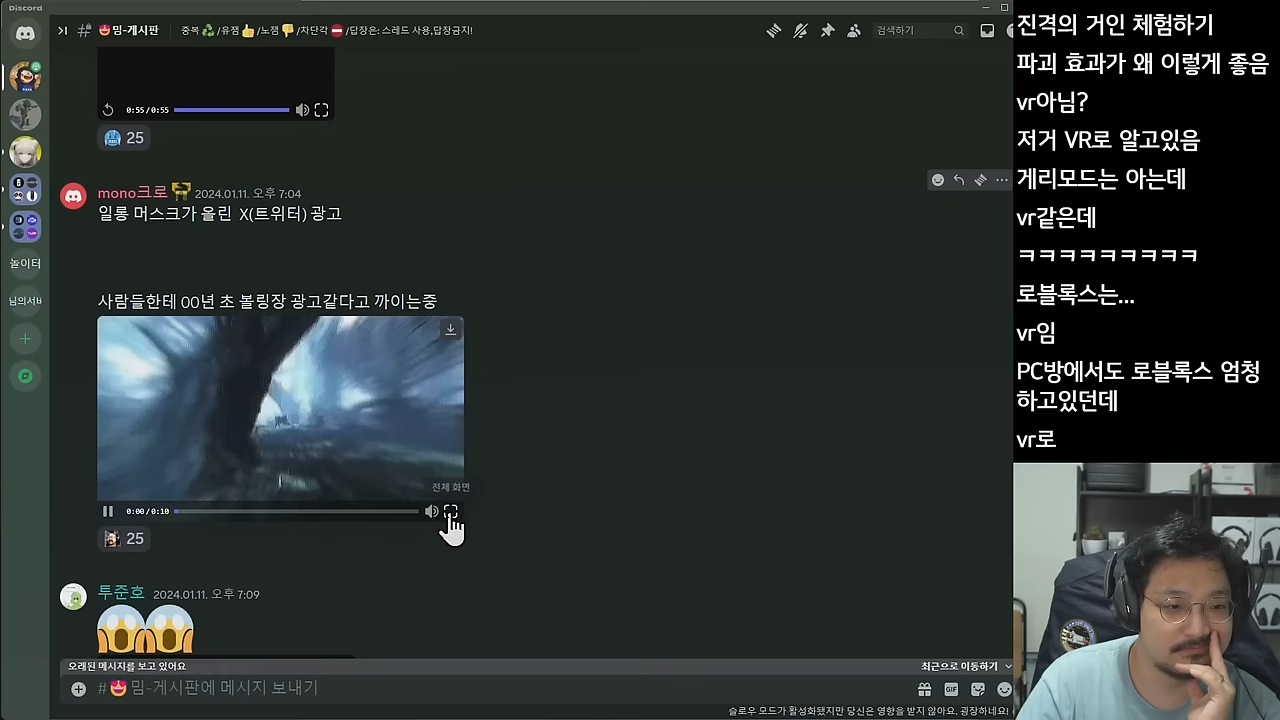 Discord
밈-게시판
중복 /유잼 /노잼 /차단각 /답장은: 스레드 사용,답장금지!
검색하기
0:55/0:55
25
mono크로 2024.01.11. 오후 7:04
일롱 머스크가 올린 X(트위터) 광고
사람들한테 00년 초 볼링장 광고같다고 까이는중
전체 화면
0:00/0:10
25
투준호 2024.01.11. 오후 7:09
오래된 메시지를 보고 있어요
최근으로 이동하기
#밈-게시판에 메시지 보내기
GIF
슬로우 모드가 활성화됐지만 당신은 영향을 받지 않아요. 굉장하네요!
놀이터
님의서버
진격의 거인 체험하기
파괴 효과가 왜 이렇게 좋음
vr아님?
저거 VR로 알고있음
게리모드는 아는데
vr같은데
ㅋㅋㅋㅋㅋㅋㅋㅋㅋ
로블록스는...
vr임
PC방에서도 로블록스 엄청
하고있던데
vr로